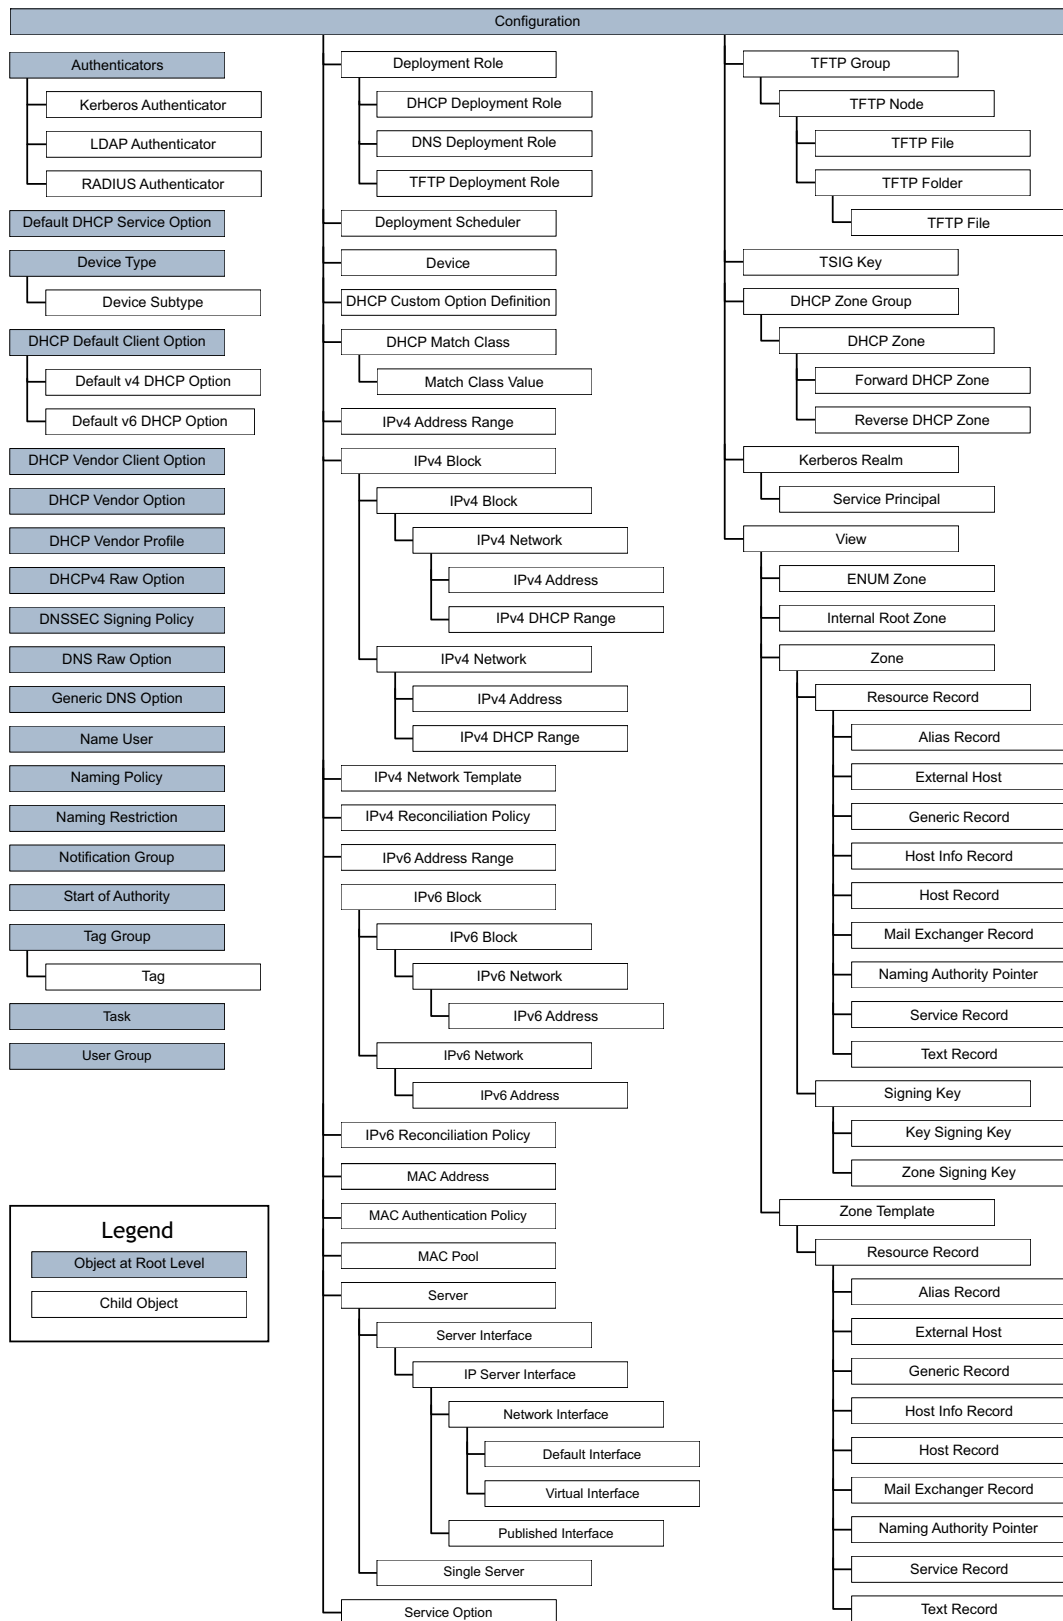 Configuration
Authenticators
Kerberos Authenticator
LDAP Authenticator
RADIUS Authenticator
Default DHCP Service Option
Device Type
Device Subtype
DHCP Default Client Option
Default v4 DHCP Option
Default v6 DHCP Option
DHCP Vendor Client Option
DHCP Vendor Option
DHCP Vendor Profile
DHCPv4 Raw Option
DNSSEC Signing Policy
DNS Raw Option
Generic DNS Option
Name User
Naming Policy
Naming Restriction
Notification Group
Start of Authority
Tag Group
Tag
Task
User Group
Legend
Object at Root Level
Child Object
Deployment Role
DHCP Deployment Role
DNS Deployment Role
TFTP Deployment Role
Deployment Scheduler
Device
DHCP Custom Option Definition
DHCP Match Class
Match Class Value
IPv4 Address Range
IPv4 Block
IPv4 Block
IPv4 Network
IPv4 Address
IPv4 DHCP Range
IPv4 Network
IPv4 Address
IPv4 DHCP Range
IPv4 Network Template
IPv4 Reconciliation Policy
IPv6 Address Range
IPv6 Block
IPv6 Block
IPv6 Network
IPv6 Address
IPv6 Network
IPv6 Address
IPv6 Reconciliation Policy
MAC Address
MAC Authentication Policy
MAC Pool
Server
Server Interface
IP Server Interface
Network Interface
Default Interface
Virtual Interface
Published Interface
Single Server
Service Option
TFTP Group
TFTP Node
TFTP File
TFTP Folder
TFTP File
TSIG Key
DHCP Zone Group
DHCP Zone
Forward DHCP Zone
Reverse DHCP Zone
Kerberos Realm
Service Principal
View
ENUM Zone
Internal Root Zone
Zone
Resource Record
Alias Record
External Host
Generic Record
Host Info Record
Host Record
Mail Exchanger Record
Naming Authority Pointer
Service Record
Text Record
Signing Key
Key Signing Key
Zone Signing Key
Zone Template
Resource Record
Alias Record
External Host
Generic Record
Host Info Record
Host Record
Mail Exchanger Record
Naming Authority Pointer
Service Record
Text Record